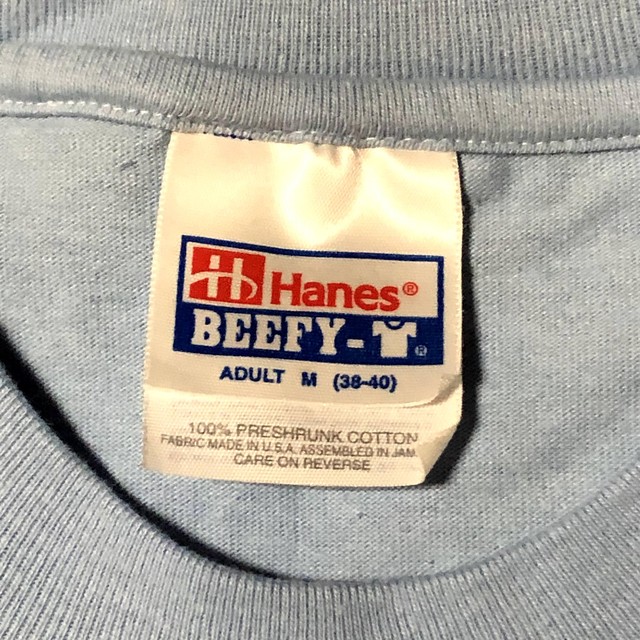 H Hanes®
BEEFY-T®
ADULT M (38-40)
100% PRESHRUNK COTTON
FABRIC MADE IN U.S.A. ASSEMBLED IN JAM.
CARE ON REVERSE